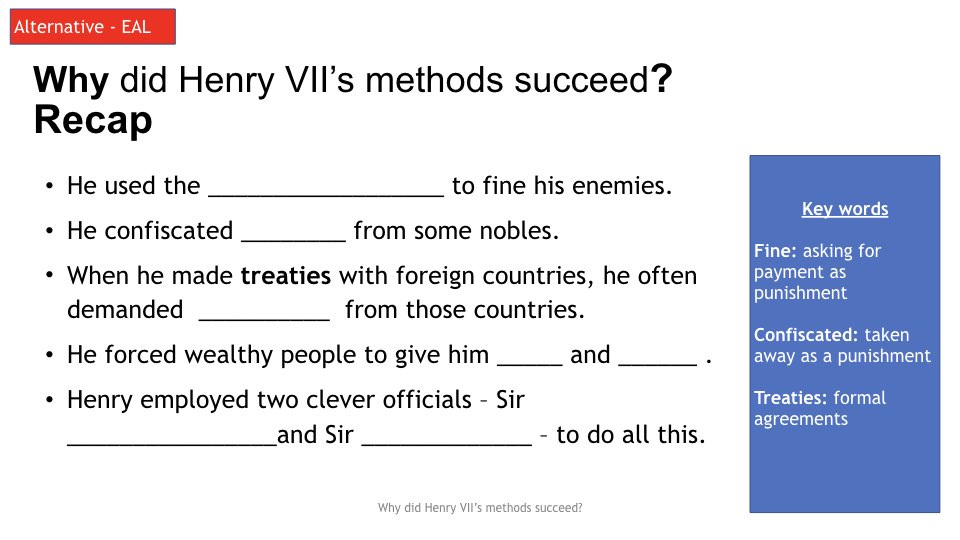 Alternative - EAL
Why did Henry VII’s methods succeed?
Recap
• He used the __________________ to fine his enemies.
• He confiscated ________ from some nobles.
• When he made treaties with foreign countries, he often
demanded __________ from those countries.
• He forced wealthy people to give him _____ and ______ .
• Henry employed two clever officials – Sir
________________and Sir _____________ – to do all this.
Key words
Fine: asking for
payment as
punishment
Confiscated: taken
away as a punishment
Treaties: formal
agreements
Why did Henry VII’s methods succeed?